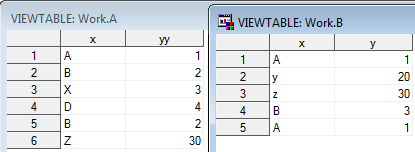 VIEWTABLE: Work.A
x yy
1 A 1
2 B 2
3 X 3
4 D 4
5 B 2
6 Z 30
VIEWTABLE: Work.B
x y
1 A 1
2 y 20
3 z 30
4 B 3
5 A 1